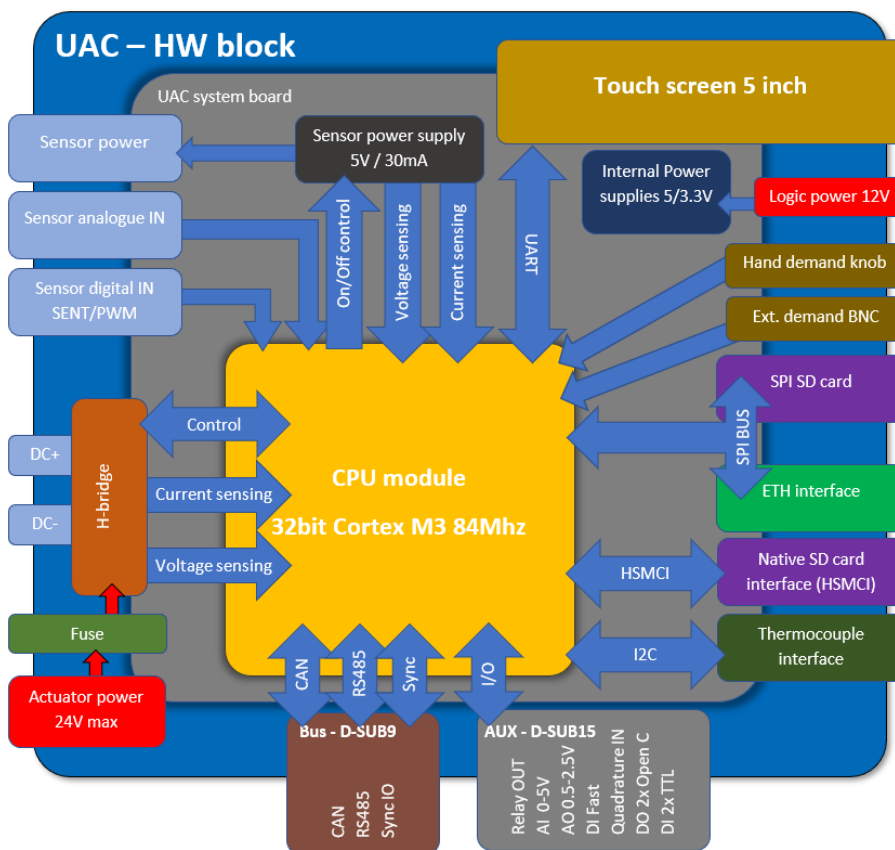 UAC – HW block
UAC system board
Touch screen 5 inch
Sensor power
Sensor power supply
5V / 30mA
Internal Power
supplies 5/3.3V
Logic power 12V
Sensor analogue IN
Sensor digital IN
SENT/PWM
On/Off control
Voltage sensing
Current sensing
UART
Hand demand knob
Ext. demand BNC
SPI SD card
SPI BUS
ETH interface
Control
Current sensing
Voltage sensing
DC+
DC-
H-bridge
CPU module
32bit Cortex M3 84Mhz
HSMCI
Native SD card
interface (HSMCI)
I2C
Thermocouple
interface
Fuse
Actuator power
24V max
CAN
RS485
Sync
I/O
Bus - D-SUB9
CAN
RS485
Sync IO
AUX - D-SUB15
Relay OUT
AI 0-5V
AO 0.5-2.5V
DI Fast
Quadrature IN
DO 2x Open C
DI 2x TTL